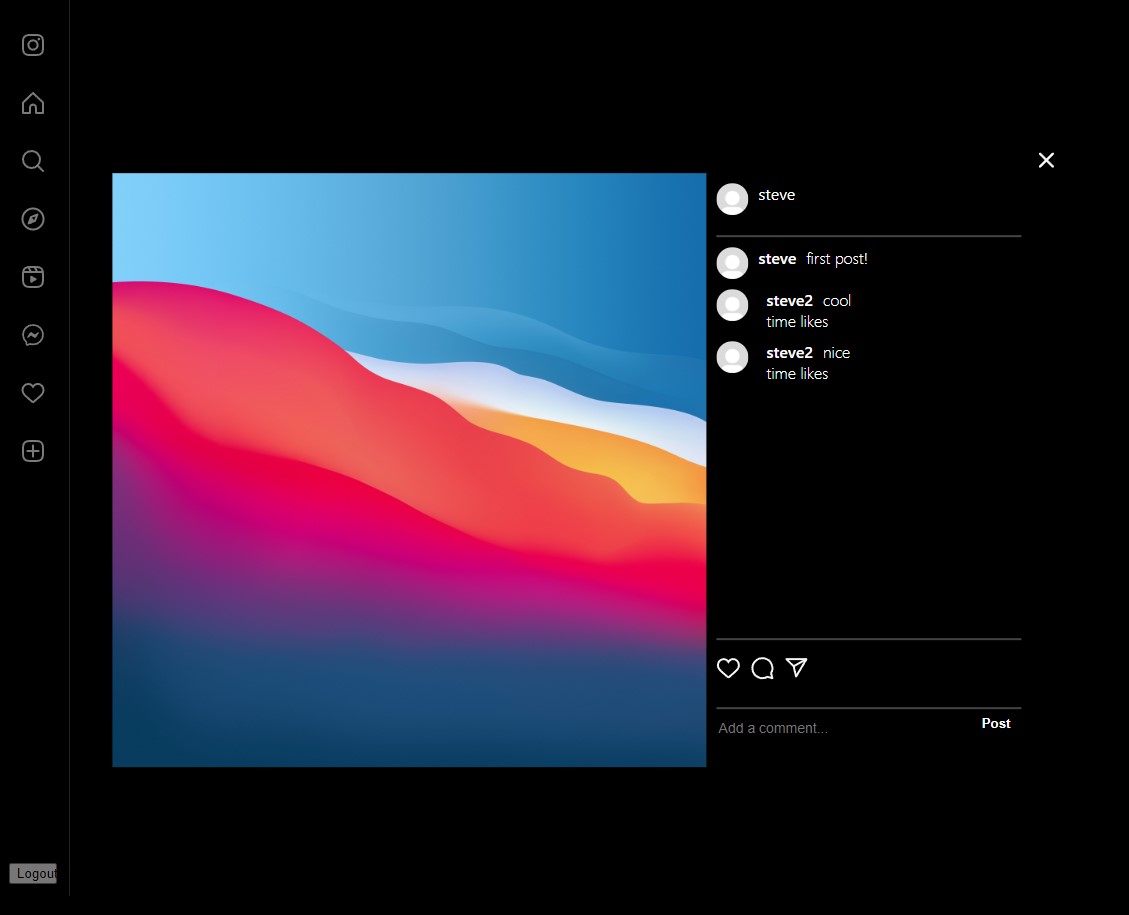 steve
steve first post!
steve2 cool
time likes
steve2 nice
time likes
Add a comment...
Post
Logout